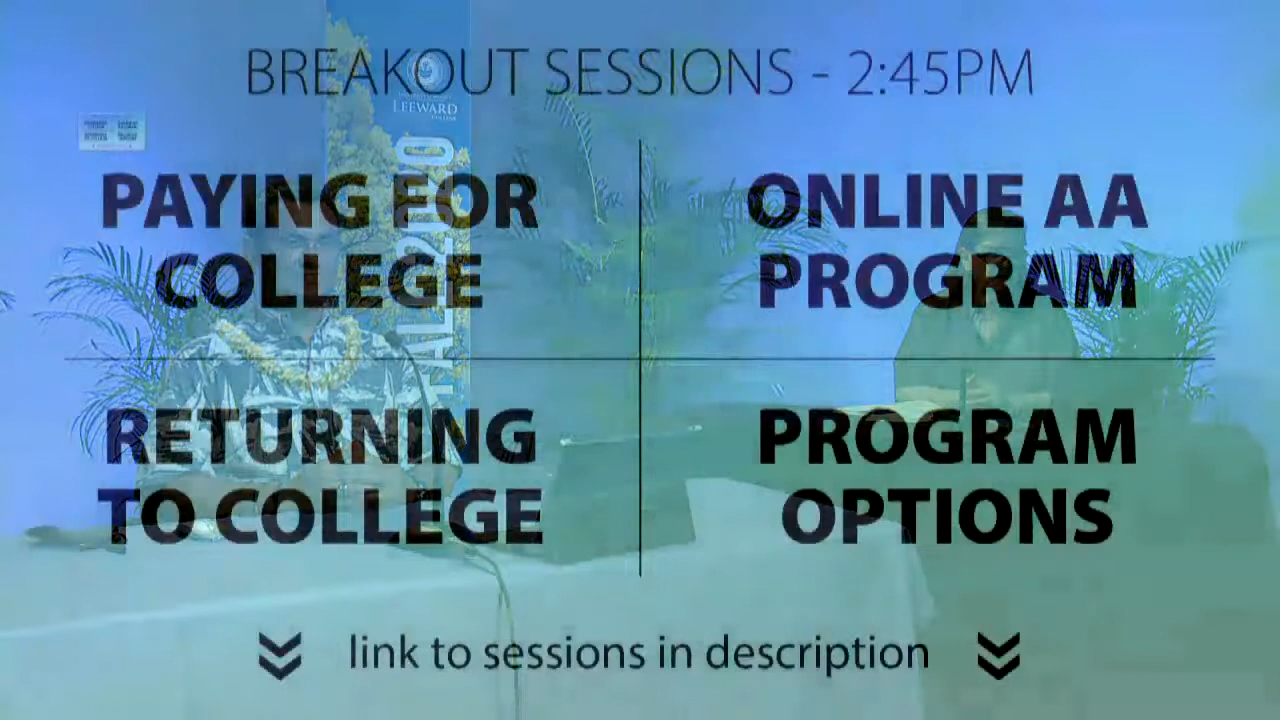 BREAKOUT SESSIONS - 2:45PM
LEEWARD
PAYING FOR
COLLEGE
ONLINE AA
PROGRAM
RETURNING
TO COLLEGE
PROGRAM
OPTIONS
link to sessions in description